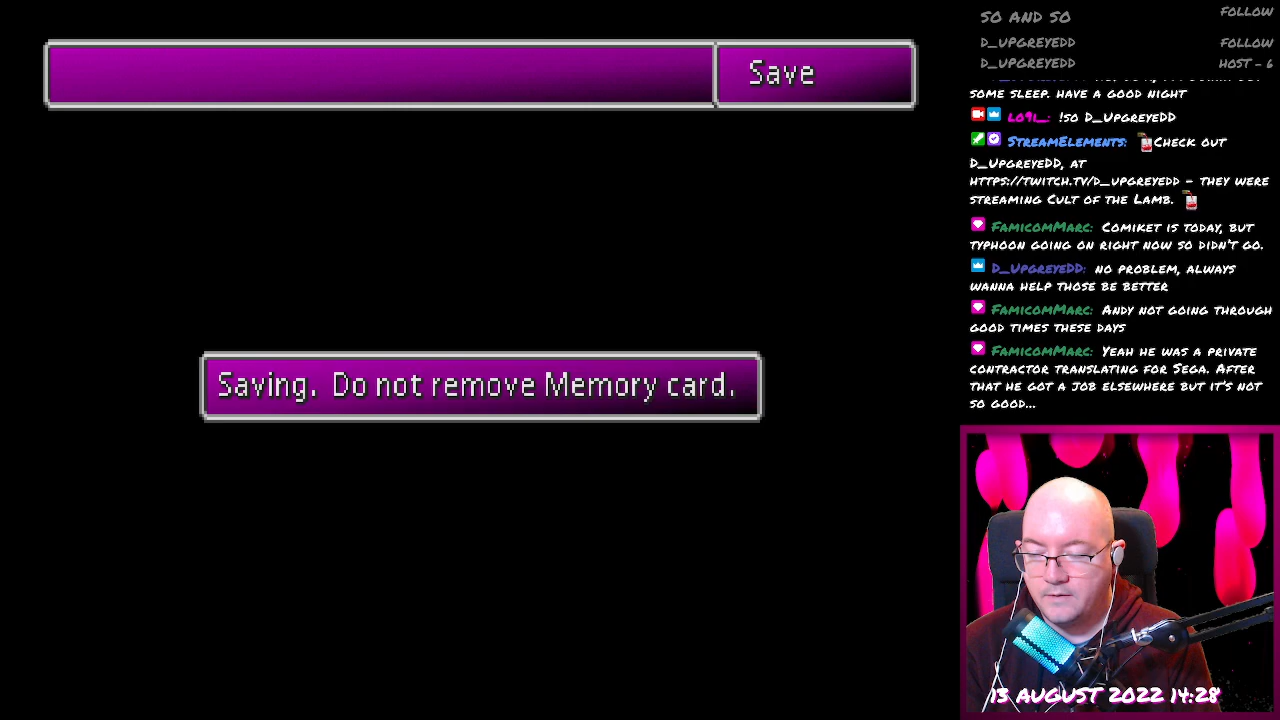 Save
Saving. Do not remove Memory card.
SO AND SO FOLLOW
D_UPGREYEDD FOLLOW
D_UPGREYEDD HOST - 6
SOME SLEEP. HAVE A GOOD NIGHT
LO9I_: !SO D_UPGREYEDD
STREAMELEMENTS: CHECK OUT
D_UPGREYEDD, AT
HTTPS://TWITCH.TV/D_UPGREYEDD - THEY WERE
STREAMING CULT OF THE LAMB.
FAMICOMMARC: COMIKET IS TODAY, BUT
TYPHOON GOING ON RIGHT NOW SO DIDN'T GO.
D_UPGREYEDD: NO PROBLEM, ALWAYS
WANNA HELP THOSE BE BETTER
FAMICOMMARC: ANDY NOT GOING THROUGH
GOOD TIMES THESE DAYS
FAMICOMMARC: YEAH HE WAS A PRIVATE
CONTRACTOR TRANSLATING FOR SEGA. AFTER
THAT HE GOT A JOB ELSEWHERE BUT IT'S NOT
SO GOOD...
13 AUGUST 2022 14:28